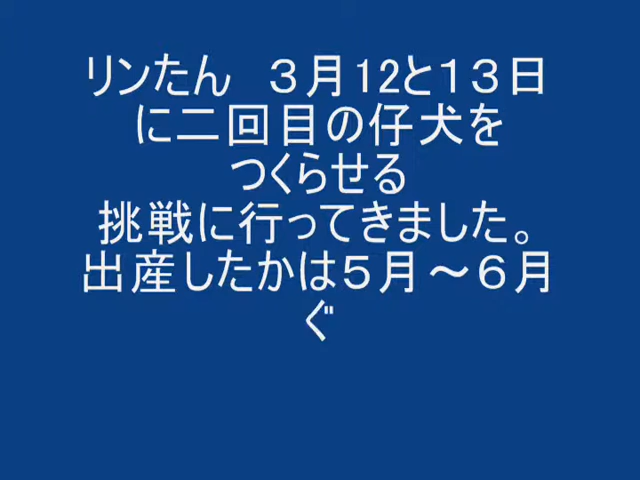 リンたん　３月12と１３日
に二回目の仔犬を
つくらせる
挑戦に行ってきました。
出産したかは５月～６月
ぐ